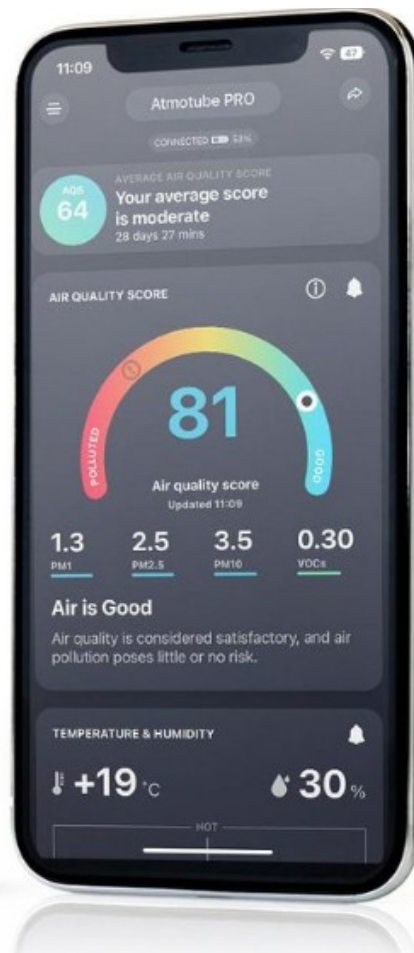 11:09
47
Atmotube PRO
CONNECTED 53%
AQS
64
AVERAGE AIR QUALITY SCORE
Your average score
is moderate
28 days 27 mins
AIR QUALITY SCORE
POLLUTED
GOOD
81
Air quality score
Updated 11:09
1.3 2.5 3.5 0.30
PM1 PM2.5 PM10 VOCs
Air is Good
Air quality is considered satisfactory, and air
pollution poses little or no risk.
TEMPERATURE & HUMIDITY
+19 °C 30 %
HOT